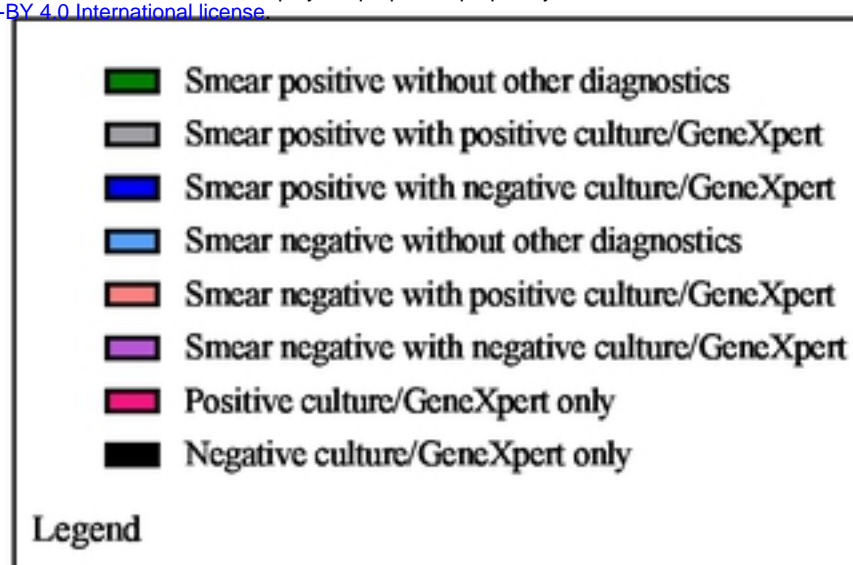 -BY 4.0 International license.
Smear positive without other diagnostics
Smear positive with positive culture/GeneXpert
Smear positive with negative culture/GeneXpert
Smear negative without other diagnostics
Smear negative with positive culture/GeneXpert
Smear negative with negative culture/GeneXpert
Positive culture/GeneXpert only
Negative culture/GeneXpert only
Legend